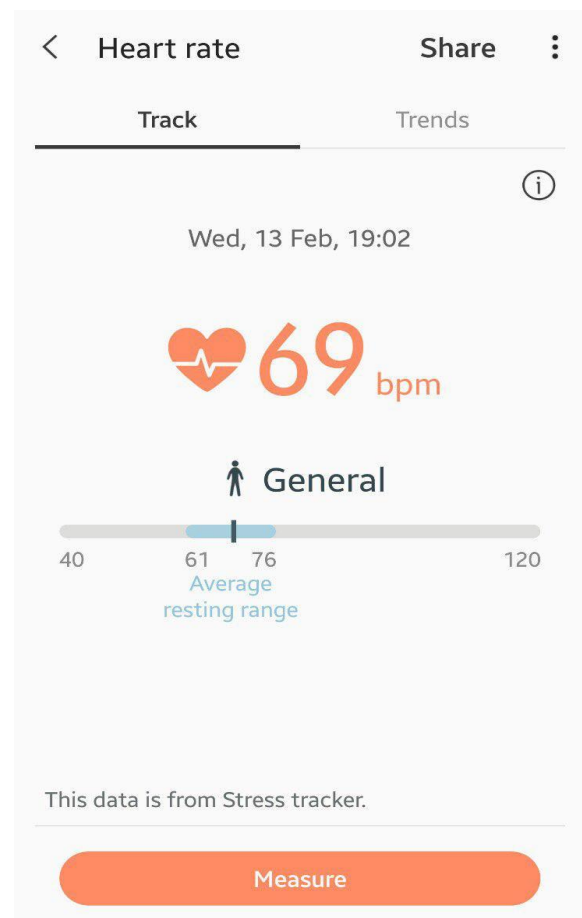 Heart rate Share
Track Trends
Wed, 13 Feb, 19:02
69 bpm
General
40 61 76 120
Average
resting range
This data is from Stress tracker.
Measure